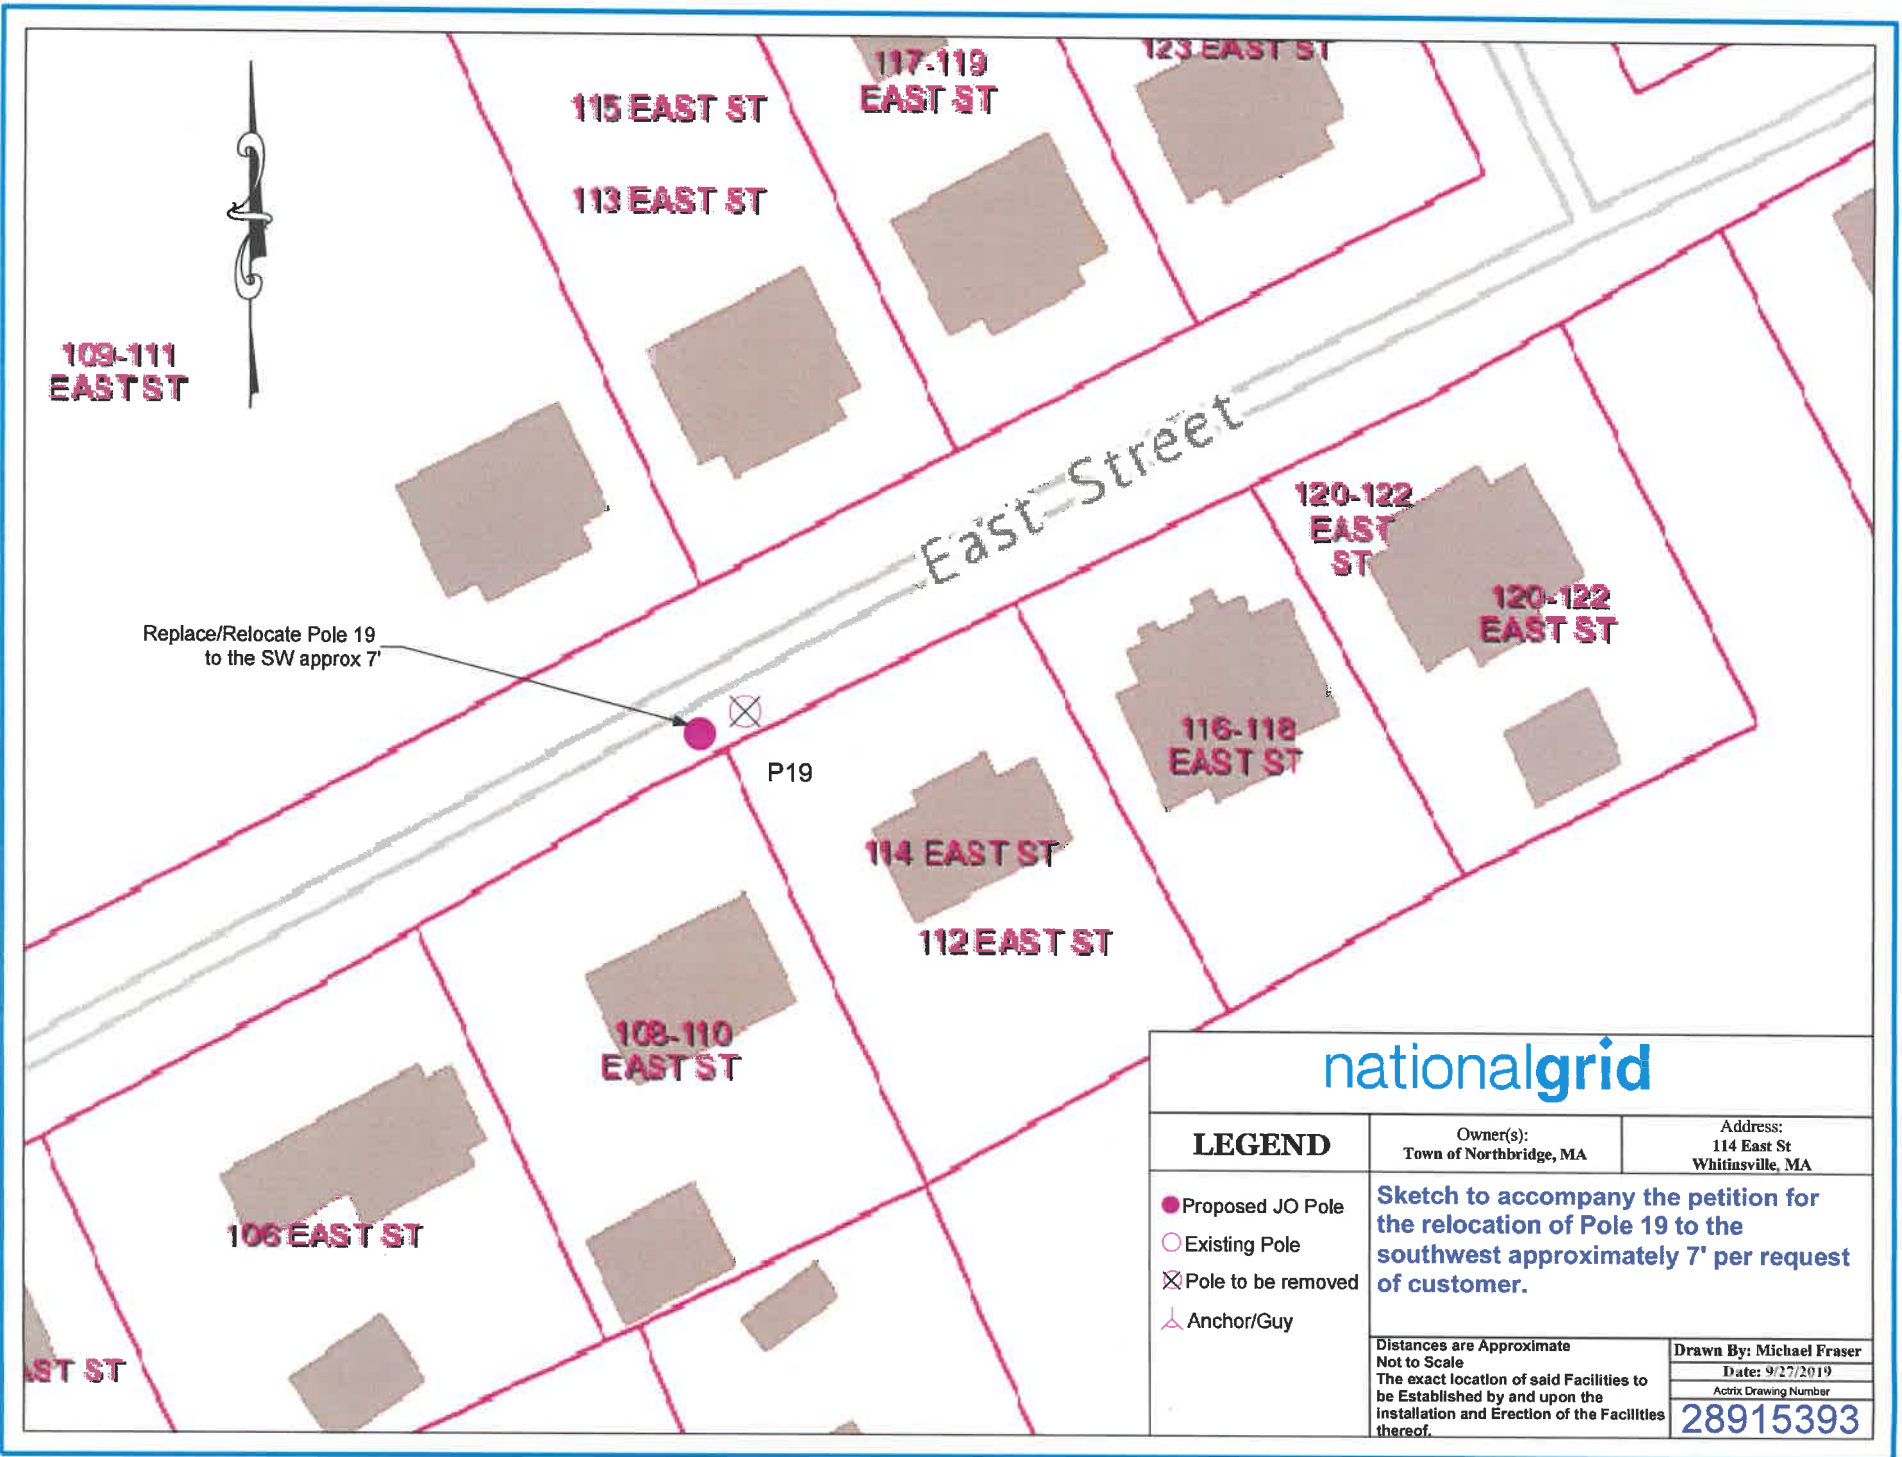 117-119
EAST ST
123 EAST ST
115 EAST ST
113 EAST ST
109-111
EAST ST
East Street
120-122
EAST
ST
120-122
EAST ST
Replace/Relocate Pole 19
to the SW approx 7'
P19
116-118
EAST ST
114 EAST ST
112 EAST ST
108-110
EAST ST
106 EAST ST
ST
nationalgrid
LEGEND
Owner(s):
Town of Northbridge, MA
Address:
114 East St
Whitinsville, MA
Proposed JO Pole
Existing Pole
Pole to be removed
Anchor/Guy
Sketch to accompany the petition for
the relocation of Pole 19 to the
southwest approximately 7' per request
of customer.
Distances are Approximate
Not to Scale
The exact location of said Facilities to
be Established by and upon the
installation and Erection of the Facilities
thereof.
Drawn By: Michael Fraser
Date: 9/27/2019
Actrix Drawing Number
28915393